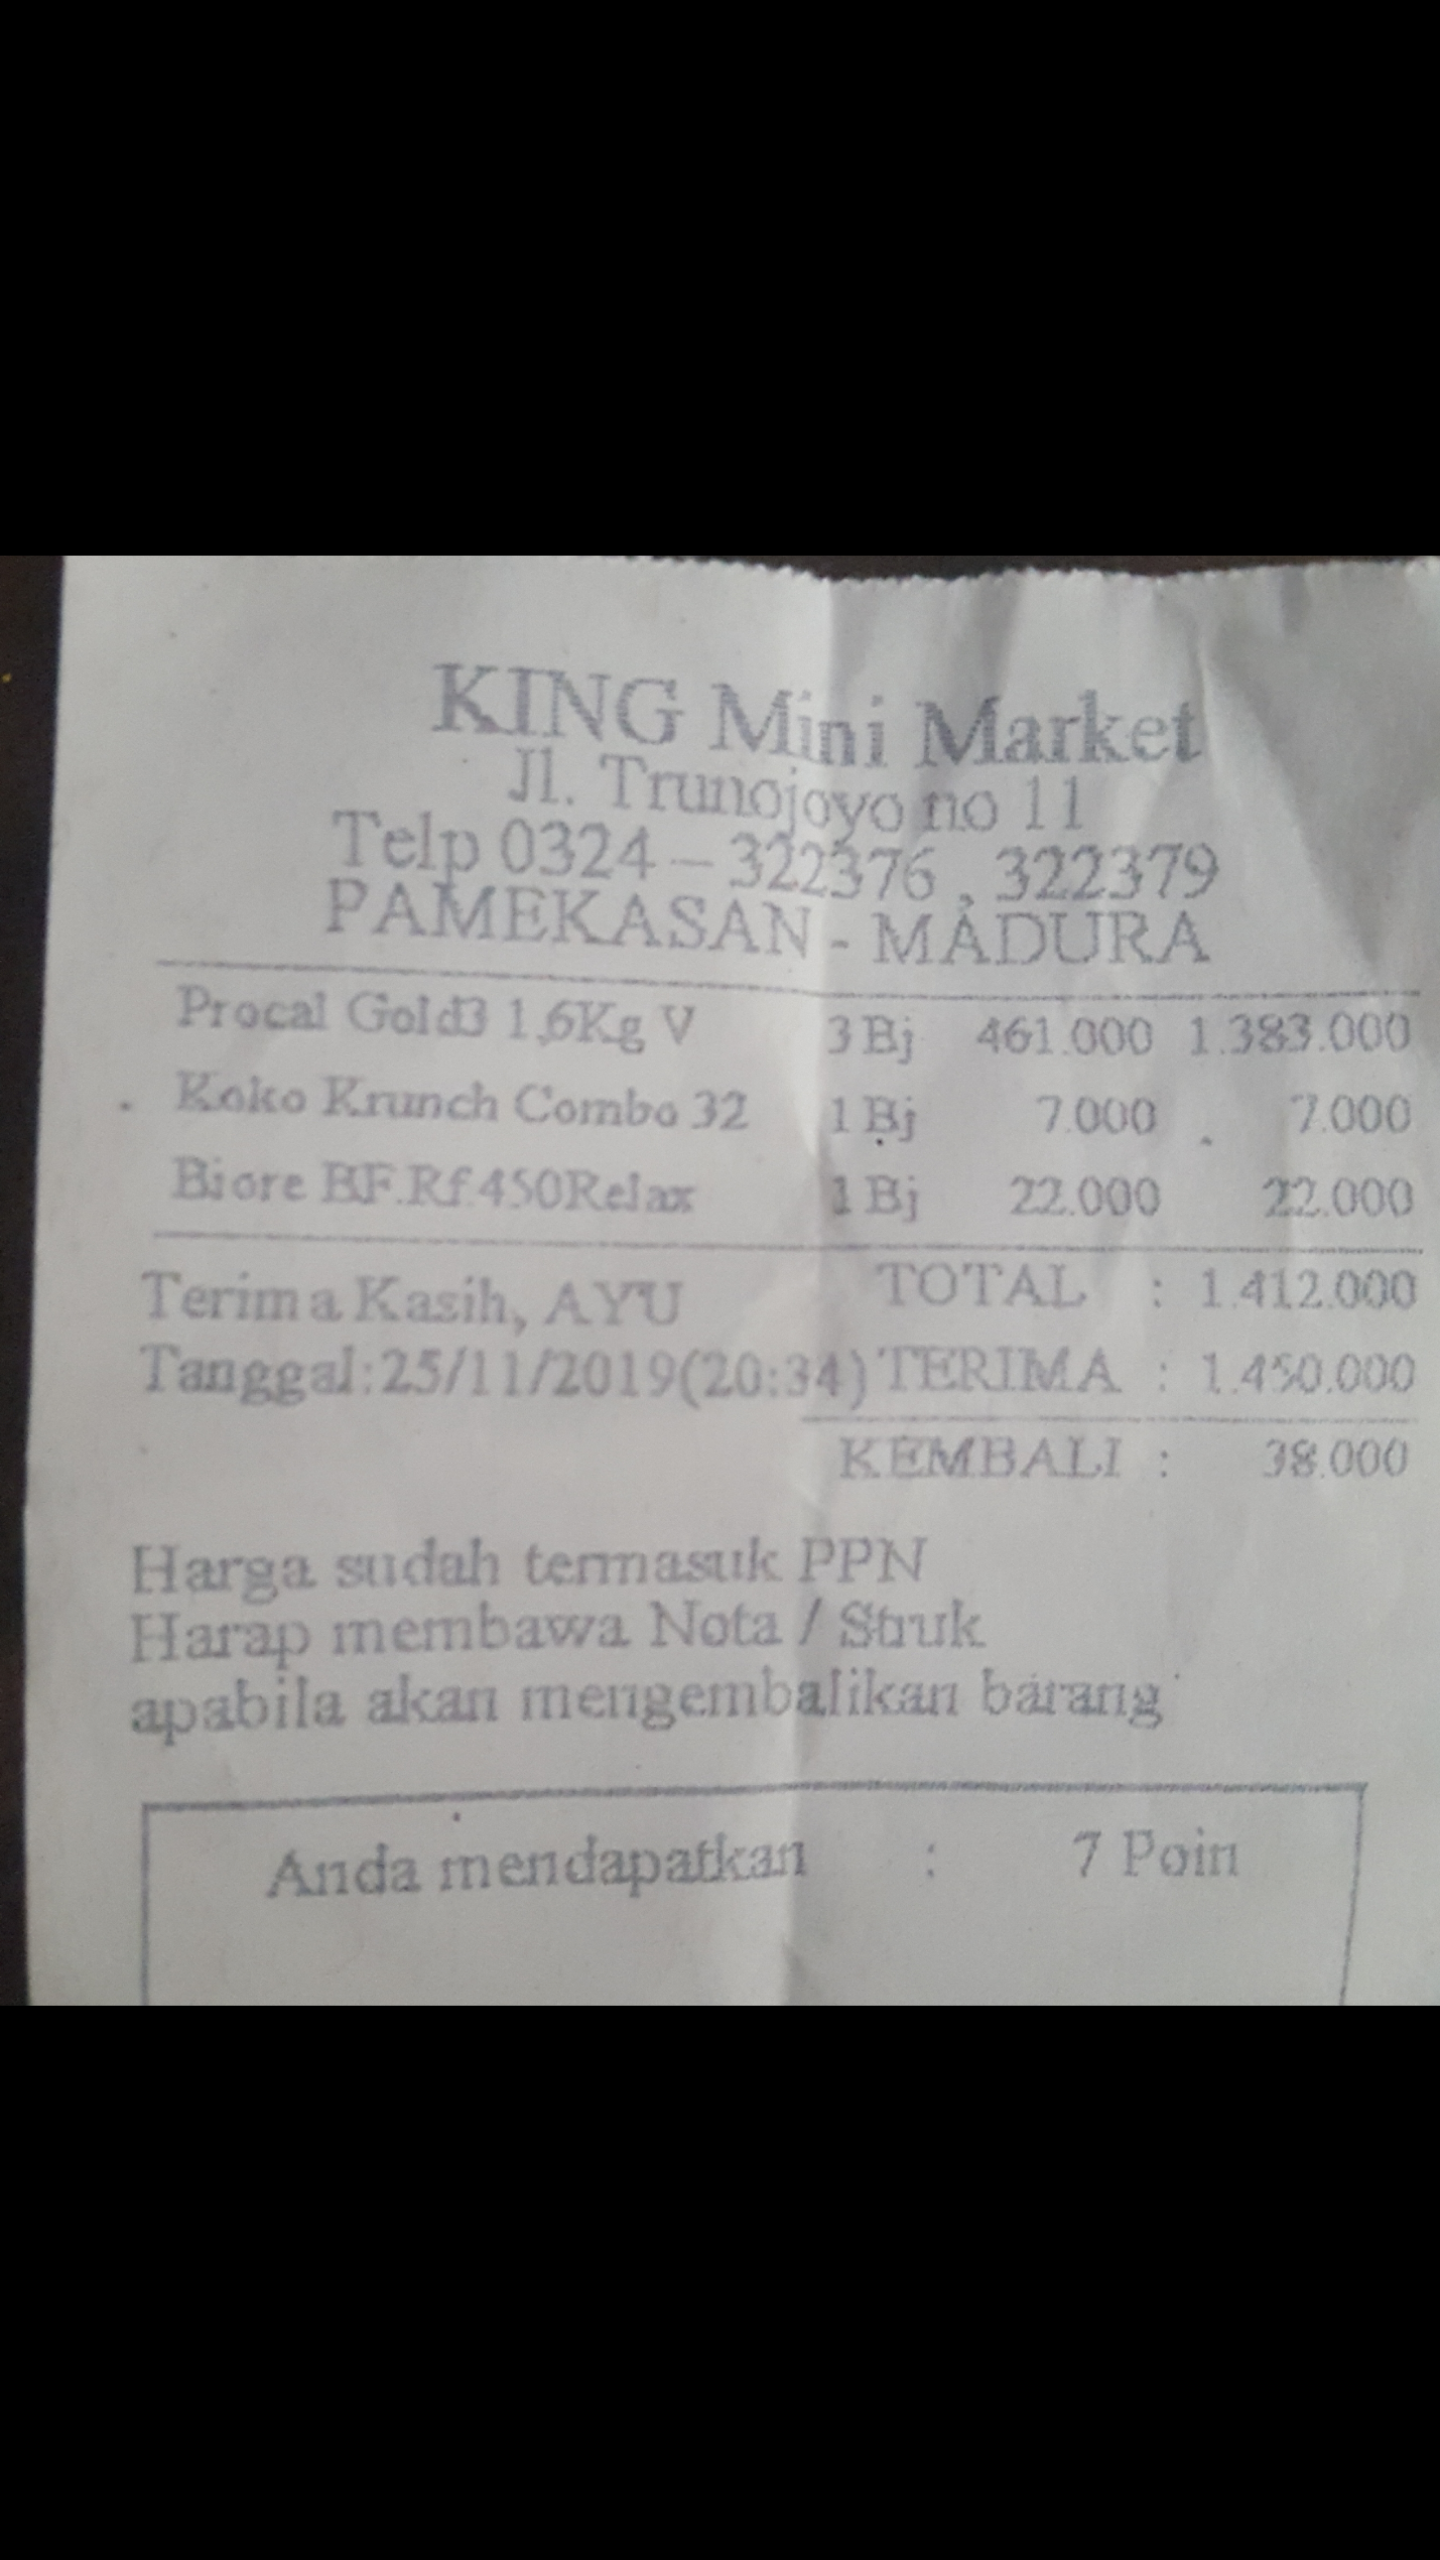 KING Mini Market
Jl. Trunojoyo no 11
Telp 0324 – 322376 , 322379
PAMEKASAN - MADURA
Procal Gold3 1,6Kg V 3 Bj 461.000 1.383.000
Koko Krunch Combo 32 1 Bj 7.000 7.000
Biore BF.Rf.450Relax 1 Bj 22.000 22.000
Terima Kasih, AYU TOTAL : 1.412.000
Tanggal:25/11/2019(20:34) TERIMA : 1.450.000
KEMBALI : 38.000
Harga sudah termasuk PPN
Harap membawa Nota / Struk
apabila akan mengembalikan barang
Anda mendapatkan : 7 Poin